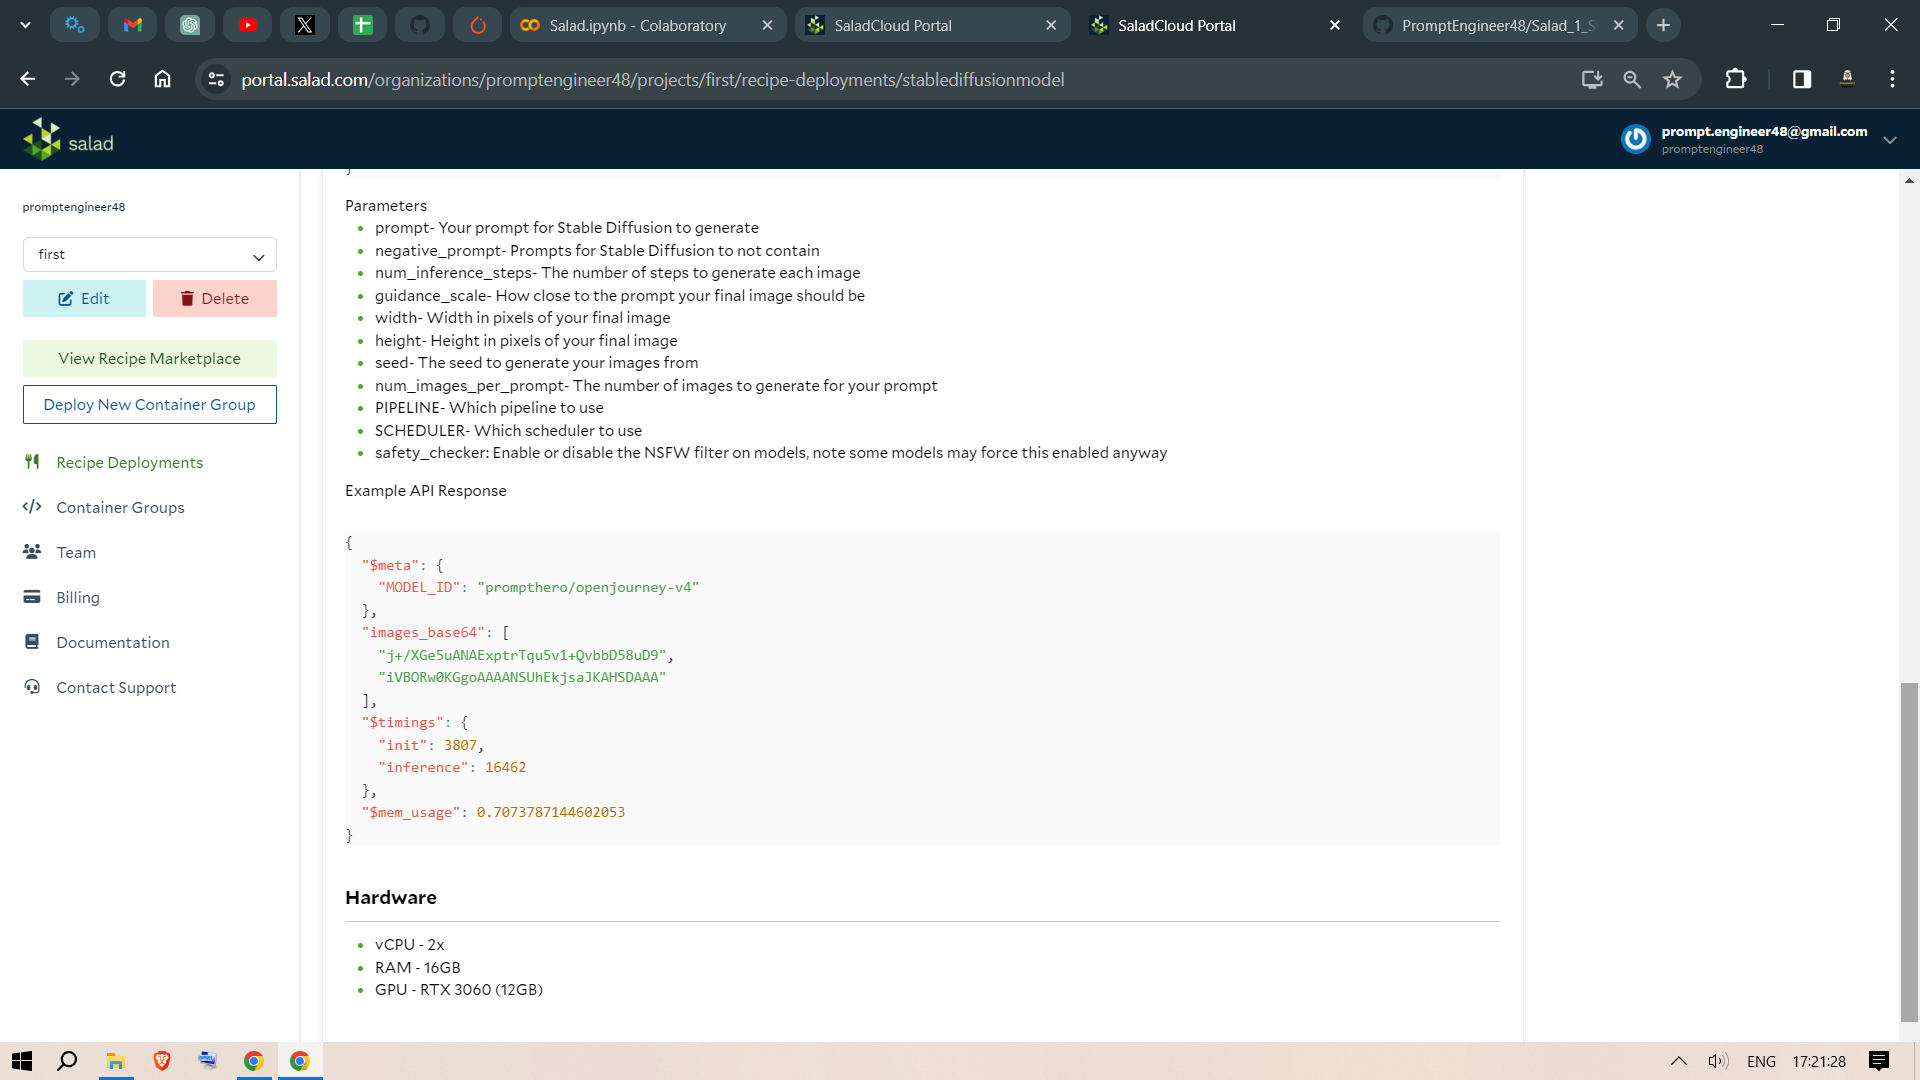 Salad.ipynb - Colaboratory
SaladCloud Portal
SaladCloud Portal
PromptEngineer48/Salad_1_S
portal.salad.com/organizations/promptengineer48/projects/first/recipe-deployments/stablediffusionmodel
salad
prompt.engineer48@gmail.com
promptengineer48
promptengineer48
first
Edit
Delete
View Recipe Marketplace
Deploy New Container Group
Recipe Deployments
Container Groups
Team
Billing
Documentation
Contact Support
}
Parameters
prompt- Your prompt for Stable Diffusion to generate
negative_prompt- Prompts for Stable Diffusion to not contain
num_inference_steps- The number of steps to generate each image
guidance_scale- How close to the prompt your final image should be
width- Width in pixels of your final image
height- Height in pixels of your final image
seed- The seed to generate your images from
num_images_per_prompt- The number of images to generate for your prompt
PIPELINE- Which pipeline to use
SCHEDULER- Which scheduler to use
safety_checker: Enable or disable the NSFW filter on models, note some models may force this enabled anyway
Example API Response
{
"$meta": {
"MODEL_ID": "prompthero/openjourney-v4"
},
"images_base64": [
"j+/XGe5uANAExptrTqu5v1+QvbbD58uD9",
"iVBORw0KGgoAAAANSUhEkjsaJKAHSDAAA"
],
"$timings": {
"init": 3807,
"inference": 16462
},
"$mem_usage": 0.7073787144602053
}
Hardware
vCPU - 2x
RAM - 16GB
GPU - RTX 3060 (12GB)
ENG
17:21:28